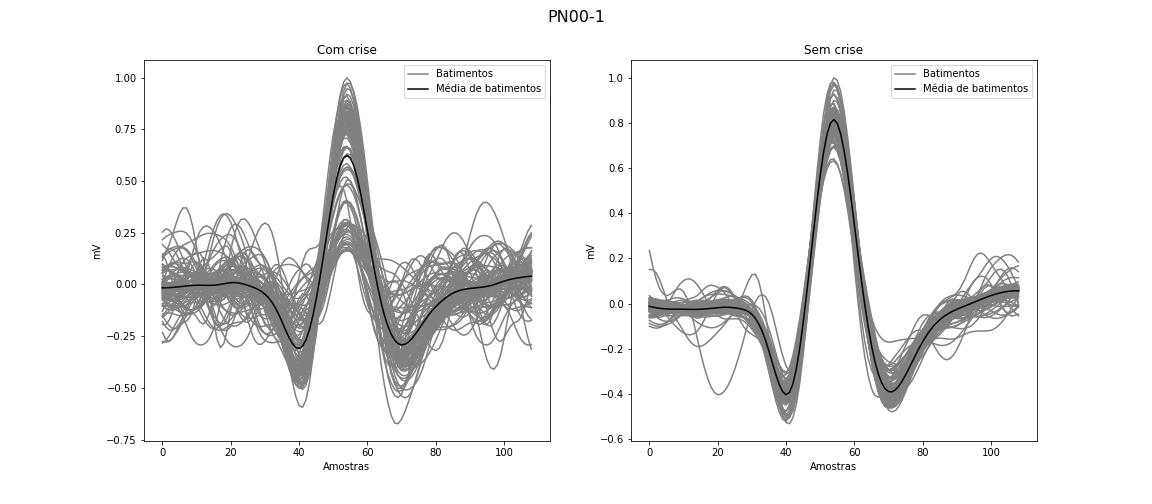 PN00-1
Com crise
1.00
0.75
0.50
0.25
0.00
−0.25
−0.50
−0.75
mV
0
20
40
60
80
100
Amostras
Batimentos
Média de batimentos
Sem crise
1.0
0.8
0.6
0.4
0.2
0.0
−0.2
−0.4
−0.6
mV
0
20
40
60
80
100
Amostras
Batimentos
Média de batimentos